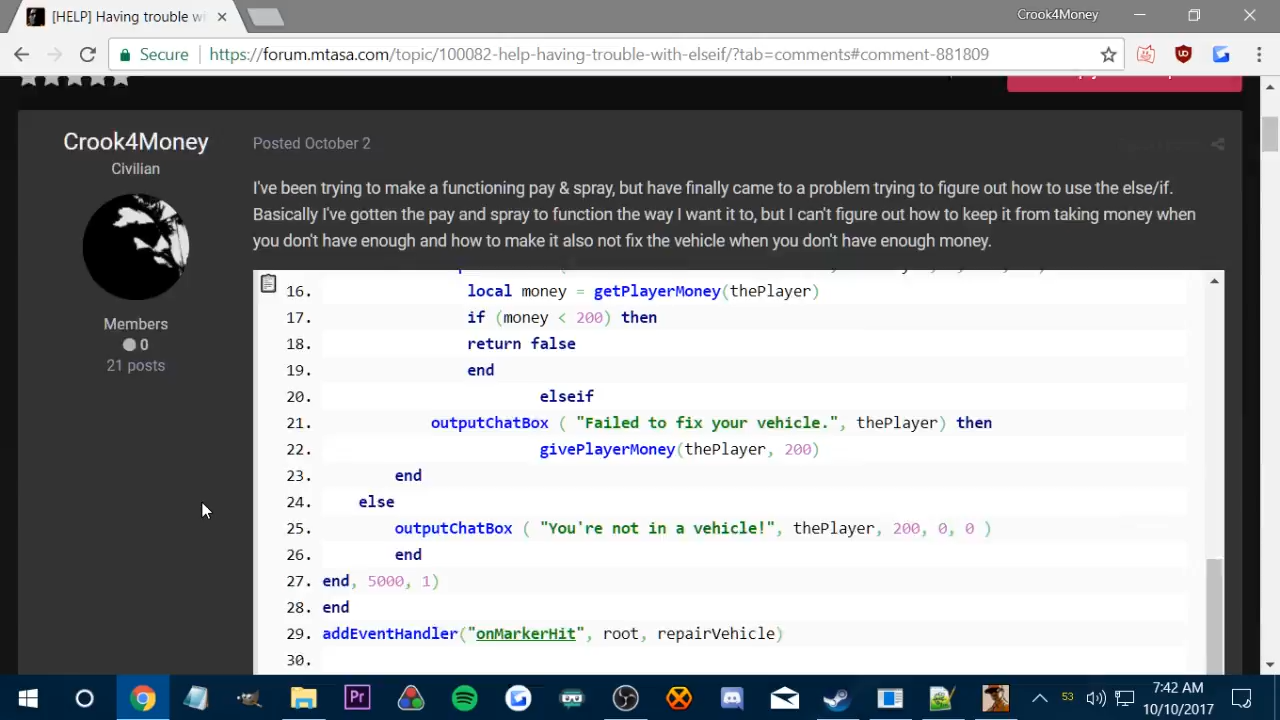 [HELP] Having trouble wi
Crook4Money
Secure
https://forum.mtasa.com/topic/100082-help-having-trouble-with-elseif/?tab=comments#comment-881809
Crook4Money
Civilian
Members
0
21 posts
Posted October 2
I've been trying to make a functioning pay & spray, but have finally came to a problem trying to figure out how to use the else/if.
Basically I've gotten the pay and spray to function the way I want it to, but I can't figure out how to keep it from taking money when
you don't have enough and how to make it also not fix the vehicle when you don't have enough money.
16. local money = getPlayerMoney(thePlayer)
17. if (money < 200) then
18. return false
19. end
20. elseif
21. outputChatBox ( "Failed to fix your vehicle.", thePlayer) then
22. givePlayerMoney(thePlayer, 200)
23. end
24. else
25. outputChatBox ( "You're not in a vehicle!", thePlayer, 200, 0, 0 )
26. end
27. end, 5000, 1)
28. end
29. addEventHandler("onMarkerHit", root, repairVehicle)
30.
Pr
53
7:42 AM
10/10/2017